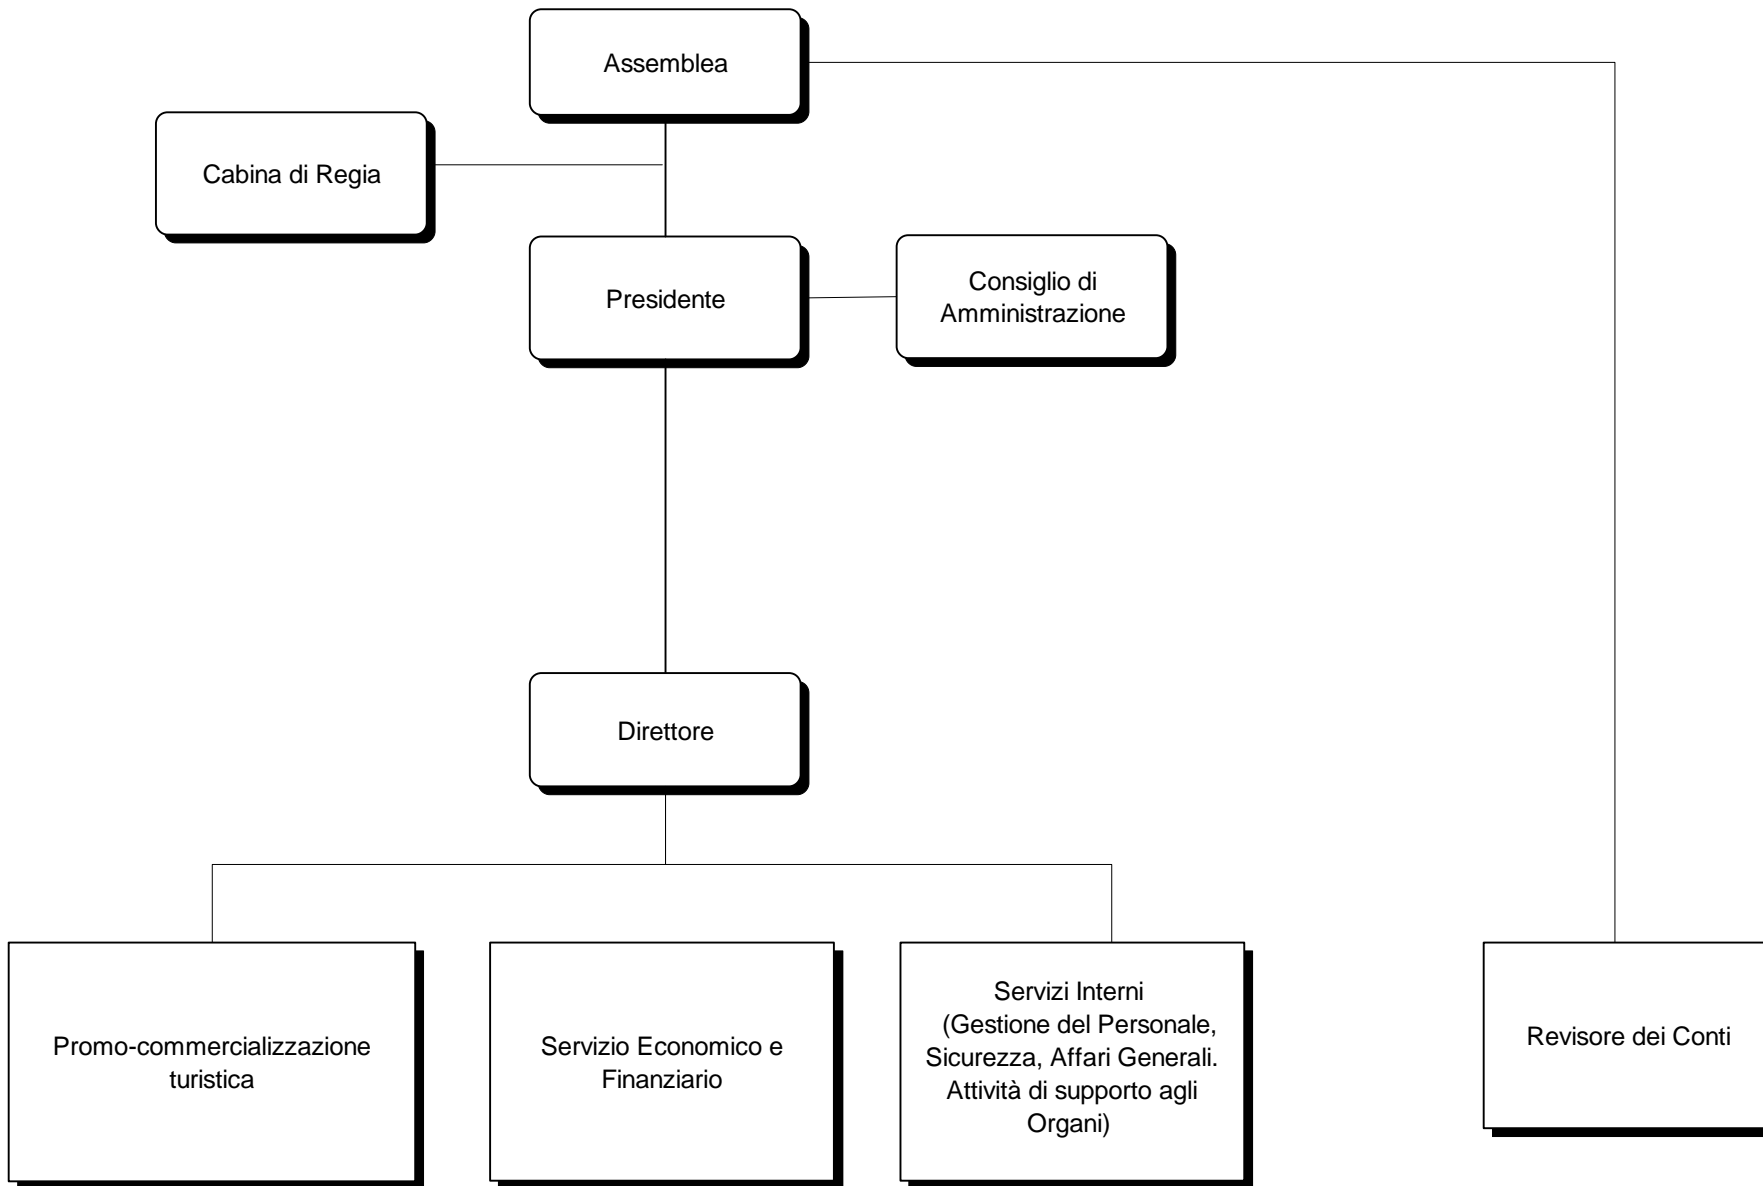 Assemblea
Cabina di Regia
Presidente
Consiglio di
Amministrazione
Direttore
Promo-commercializzazione
turistica
Servizio Economico e
Finanziario
Servizi Interni
(Gestione del Personale,
Sicurezza, Affari Generali.
Attività di supporto agli
Organi)
Revisore dei Conti